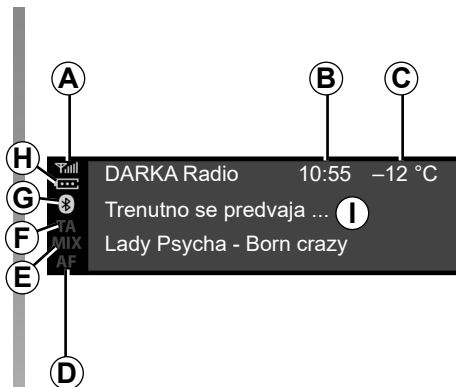 A
B
C
H
G
F
E
DARKA Radio 10:55 –12 °C
Trenutno se predvaja ... I
TA
MIX
Lady Psycha - Born crazy
AF
D